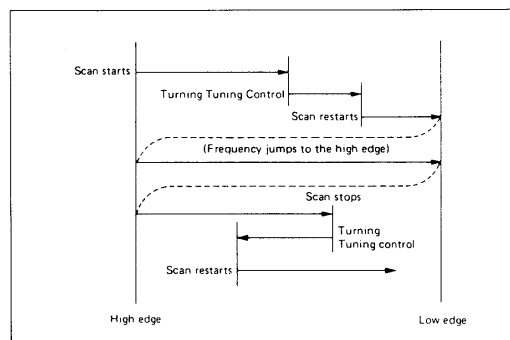 Scan starts
Turning Tuning Control
Scan restarts
(Frequency jumps to the high edge)
Scan stops
Turning
Tuning control
Scan restarts
High edge
Low edge